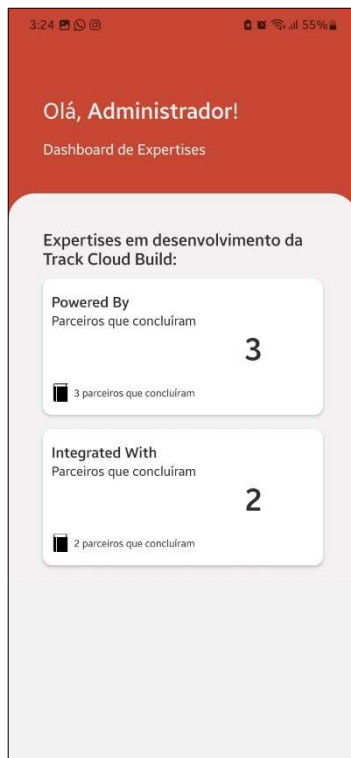 3:24 55%
Olá, Administrador!
Dashboard de Expertises
Expertises em desenvolvimento da
Track Cloud Build:
Powered By
Parceiros que concluíram
3
3 parceiros que concluíram
Integrated With
Parceiros que concluíram
2
2 parceiros que concluíram